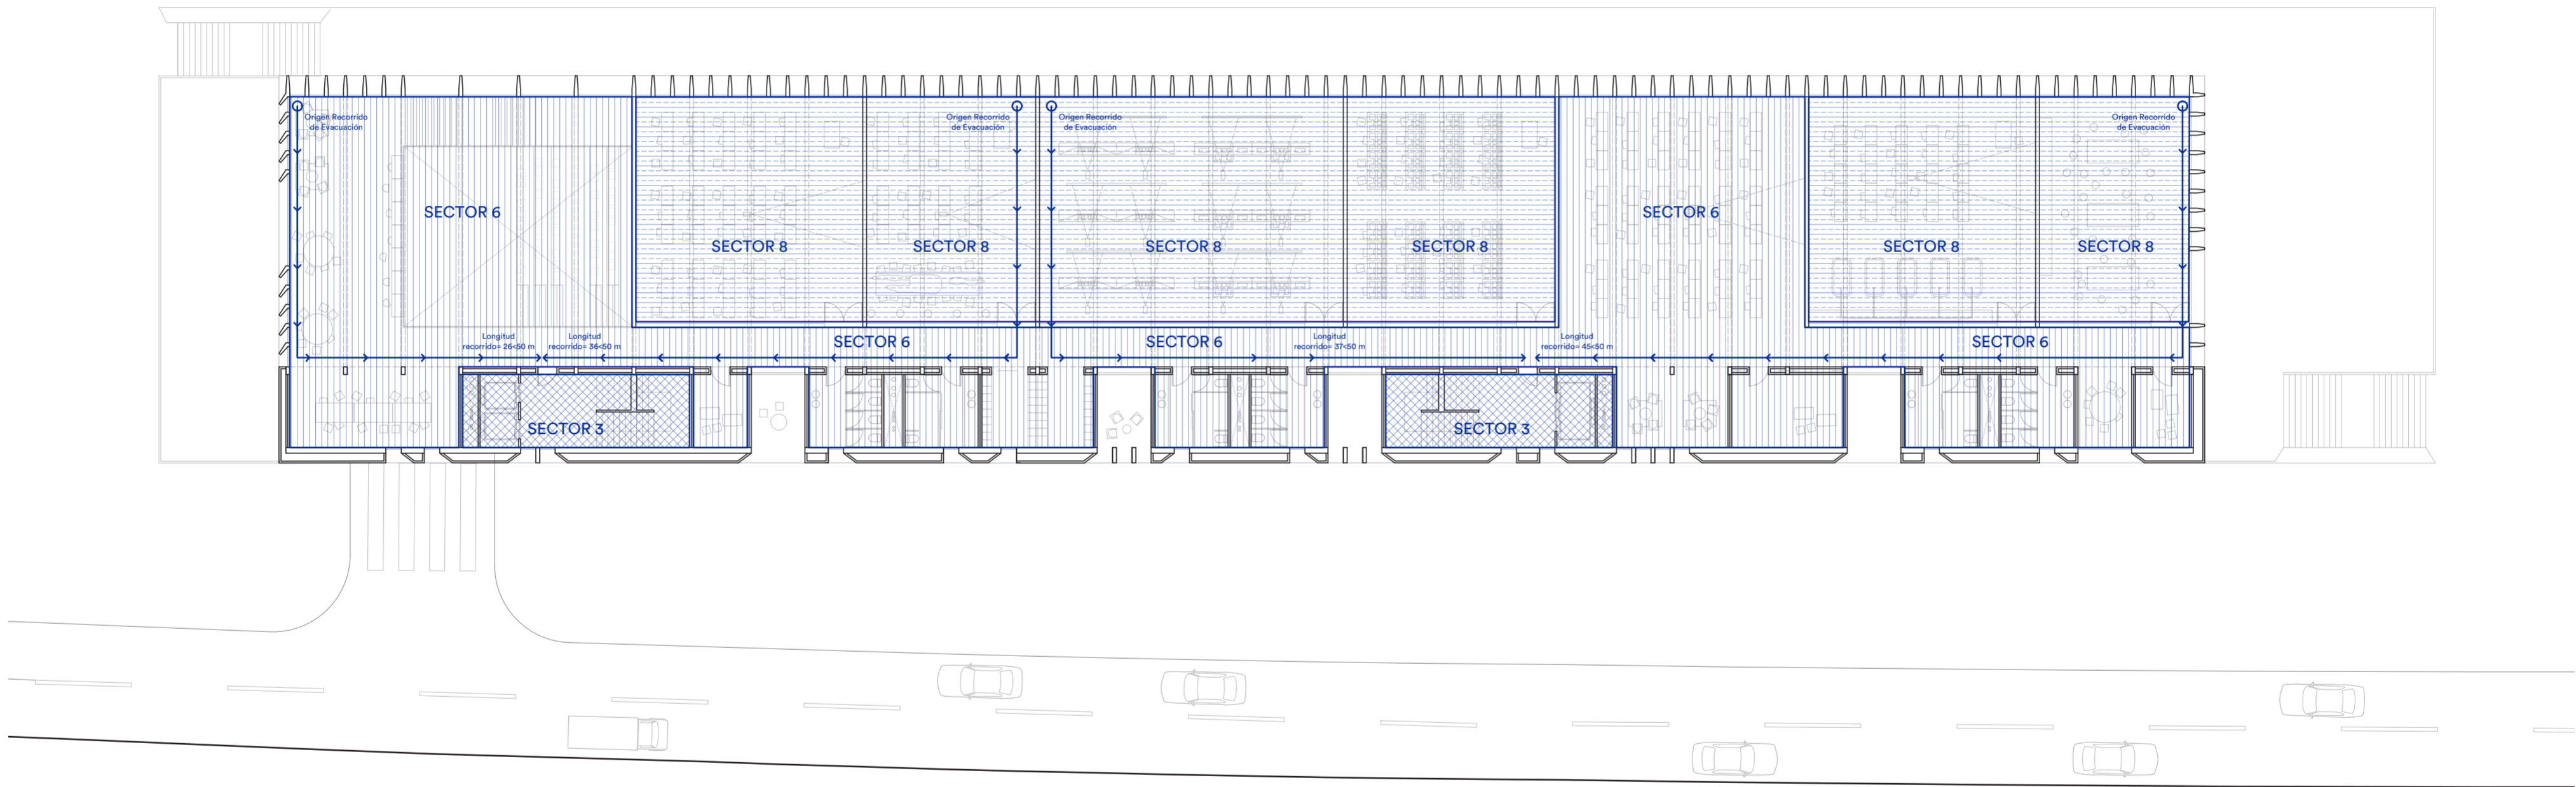 Origen Recorrido
de Evacuación
Origen Recorrido
de Evacuación
Origen Recorrido
de Evacuación
Origen Recorrido
de Evacuación
SECTOR 6
SECTOR 6
SECTOR 8
SECTOR 8
SECTOR 8
SECTOR 8
SECTOR 8
SECTOR 8
Longitud
recorrido= 26<50 m
Longitud
recorrido= 36<50 m
SECTOR 6
SECTOR 6
Longitud
recorrido= 37<50 m
Longitud
recorrido= 45<50 m
SECTOR 6
SECTOR 3
SECTOR 3